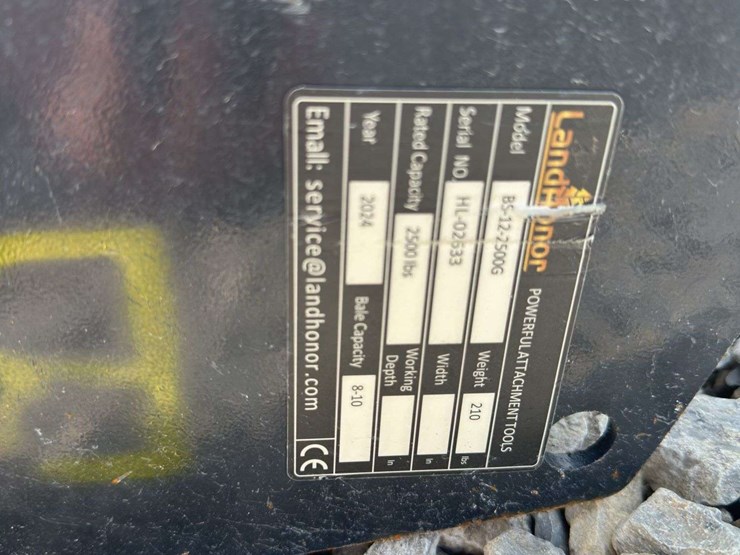 LandHonor POWERFUL ATTACHMENT TOOLS
Model BS-12-2500G Weight 210 lbs
Serial NO HL-02633 Width in
Rated Capacity 2500 lbs Working Depth in
Year 2024 Bale Capacity 8-10
Email: service@landhonor.com CE